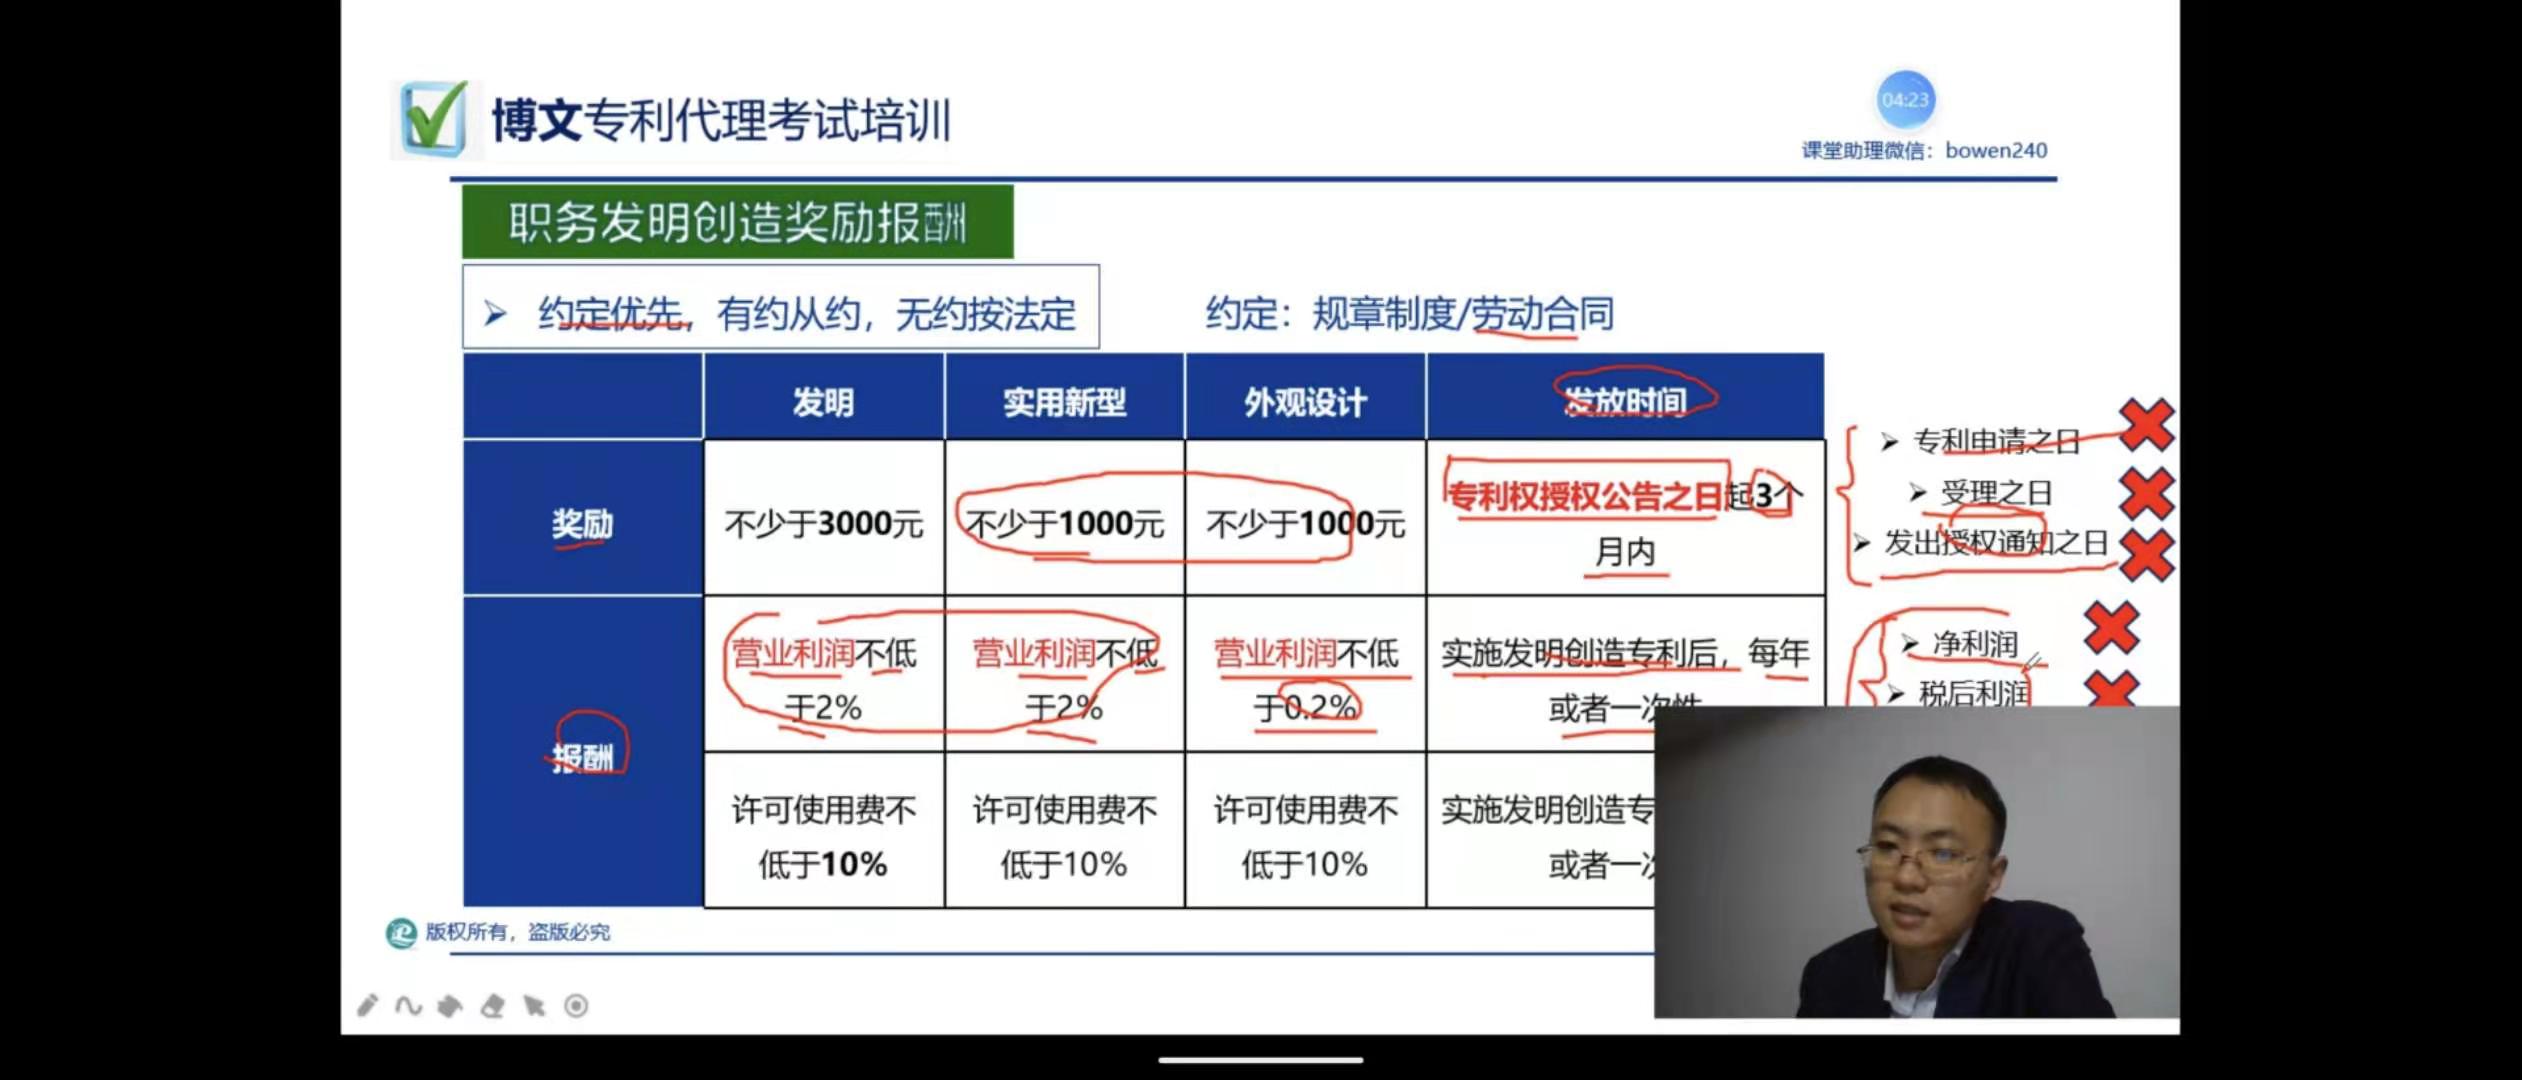 博文专利代理考试培训
04:23
课堂助理微信：bowen240
职务发明创造奖励报酬
➢ 约定优先，有约从约，无约按法定
约定：规章制度/劳动合同
发明 实用新型 外观设计 发放时间
奖励
不少于3000元
不少于1000元
不少于1000元
专利权授权公告之日起3个
月内
➢ 专利申请之日
➢ 受理之日
➢ 发出授权通知之日
报酬
营业利润不低
于2%
营业利润不低
于2%
营业利润不低
于0.2%
实施发明创造专利后，每年
或者一次性
➢ 净利润
➢ 税后利润
许可使用费不
低于10%
许可使用费不
低于10%
许可使用费不
低于10%
实施发明创造专
或者一
版权所有，盗版必究